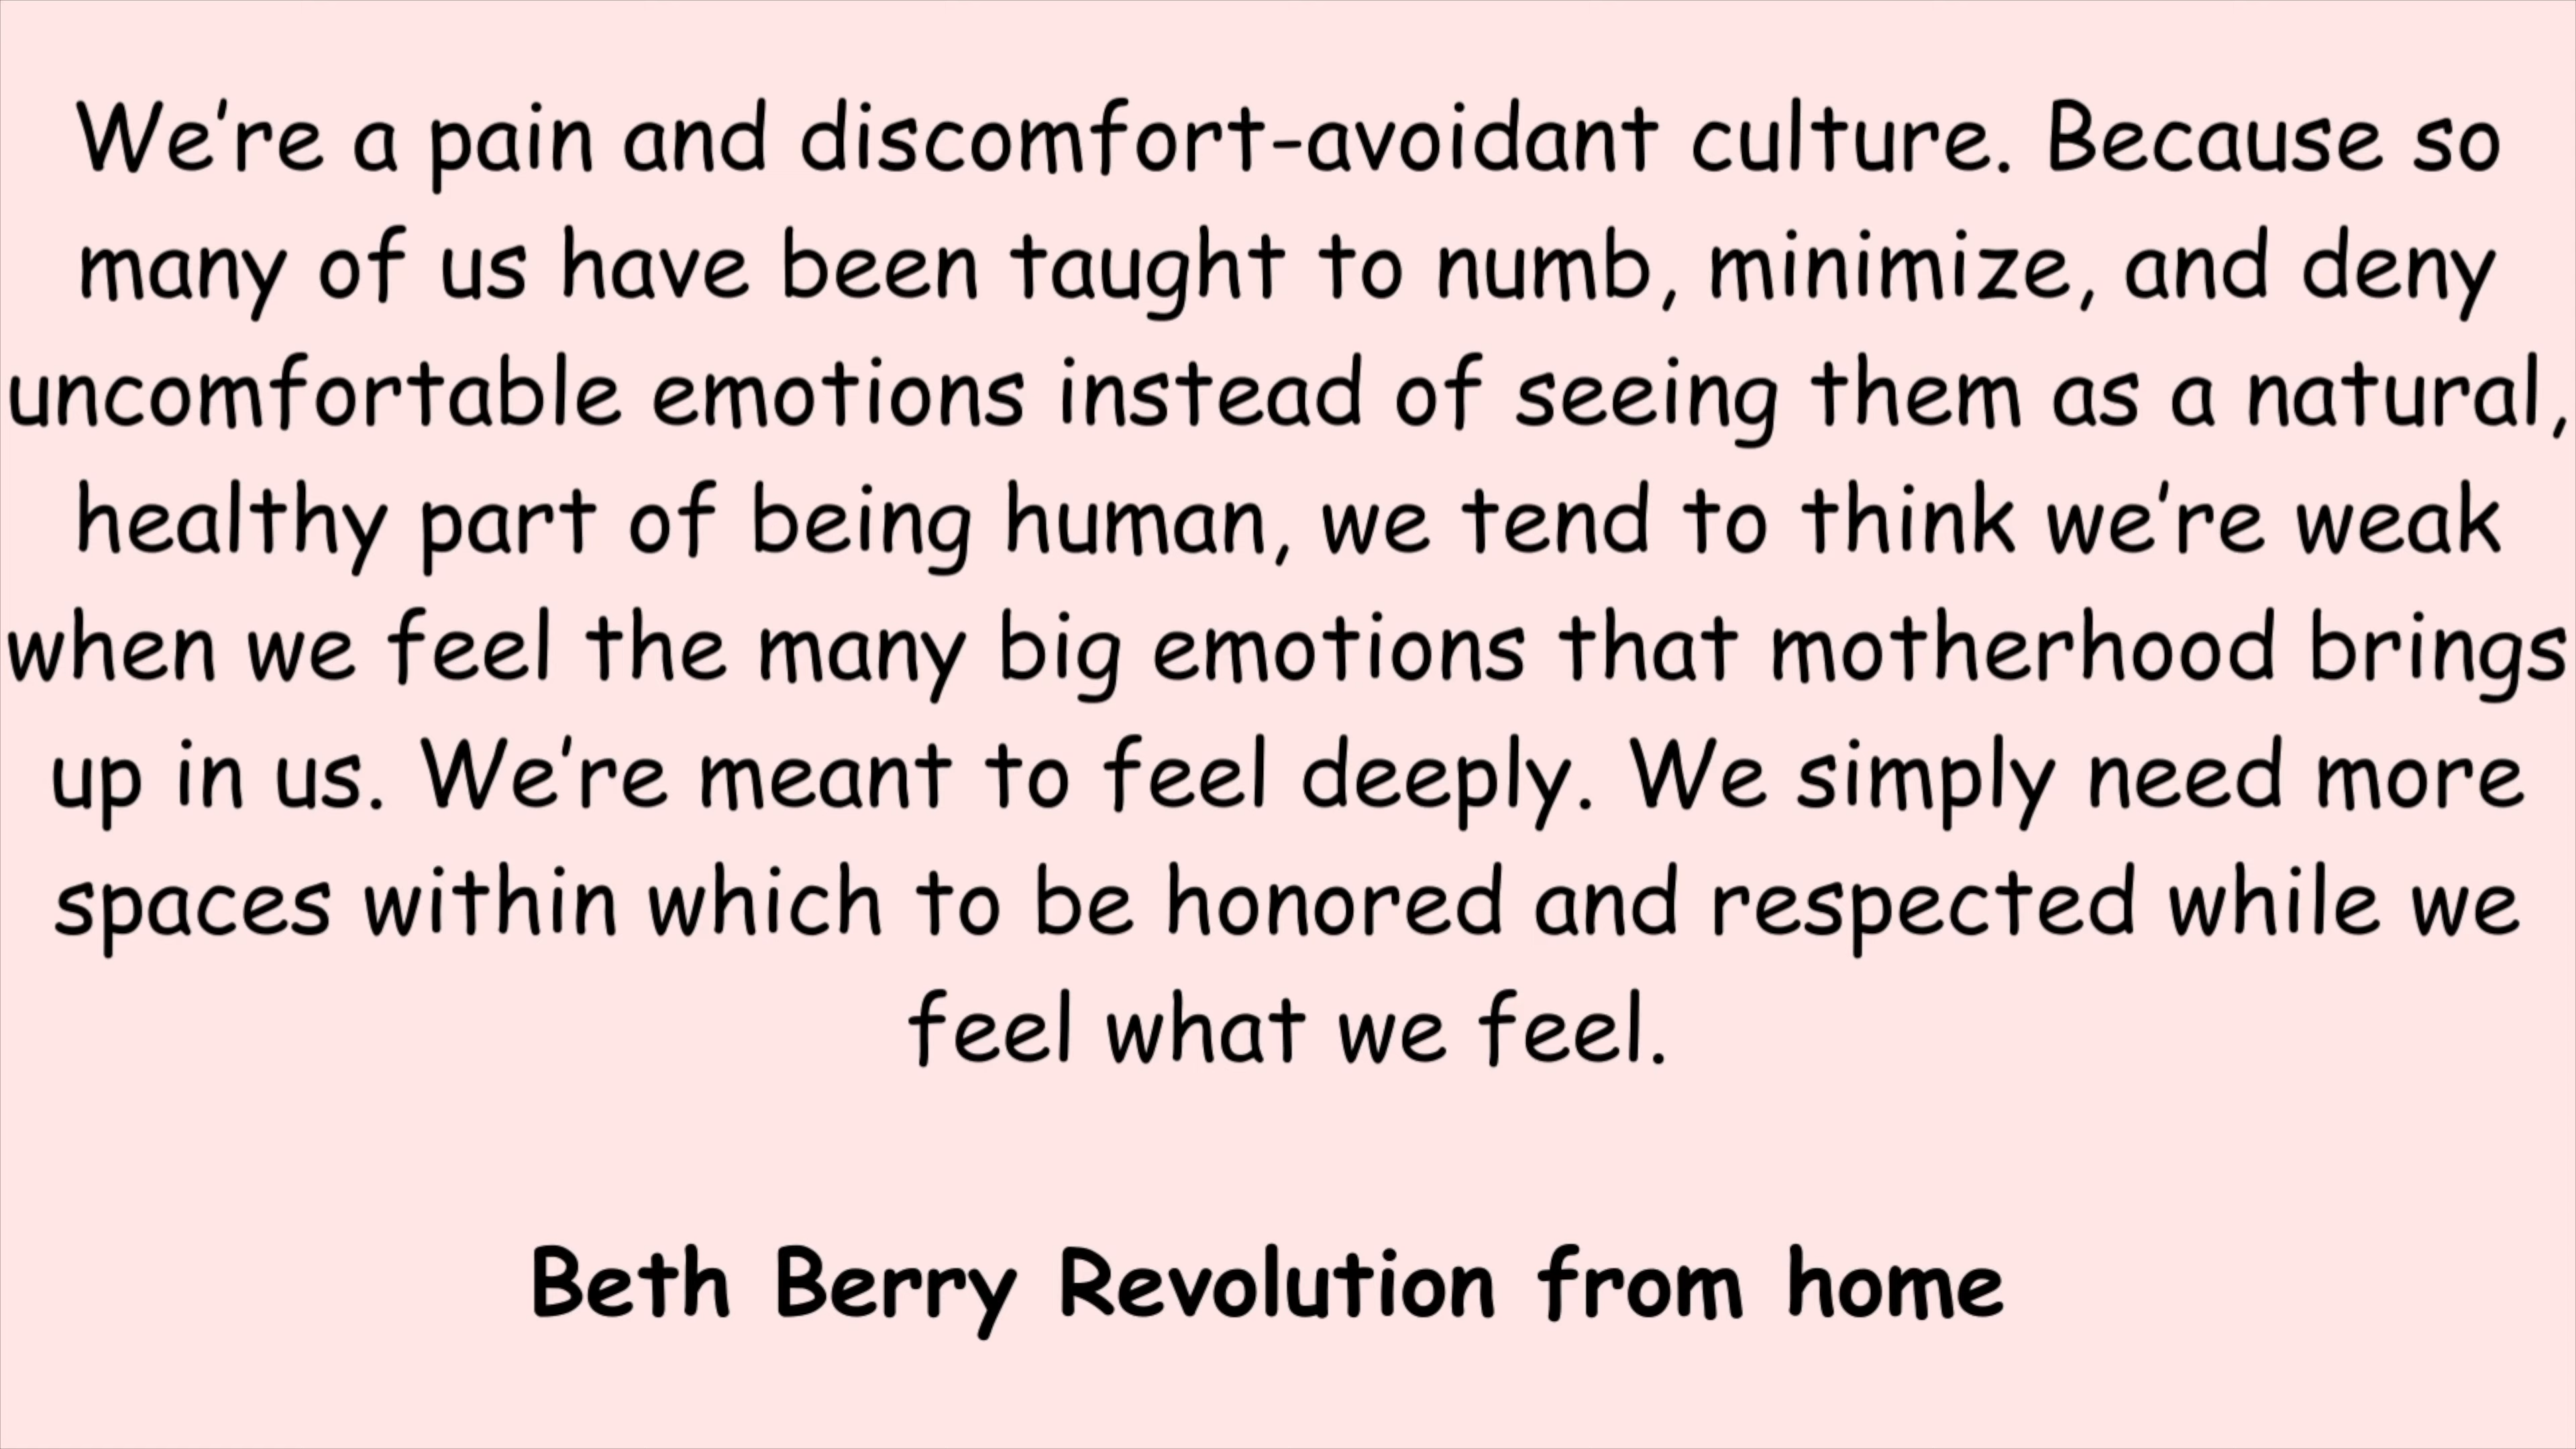 We’re a pain and discomfort-avoidant culture. Because so
many of us have been taught to numb, minimize, and deny
uncomfortable emotions instead of seeing them as a natural,
healthy part of being human, we tend to think we’re weak
when we feel the many big emotions that motherhood brings
up in us. We’re meant to feel deeply. We simply need more
spaces within which to be honored and respected while we
feel what we feel.
Beth Berry Revolution from home